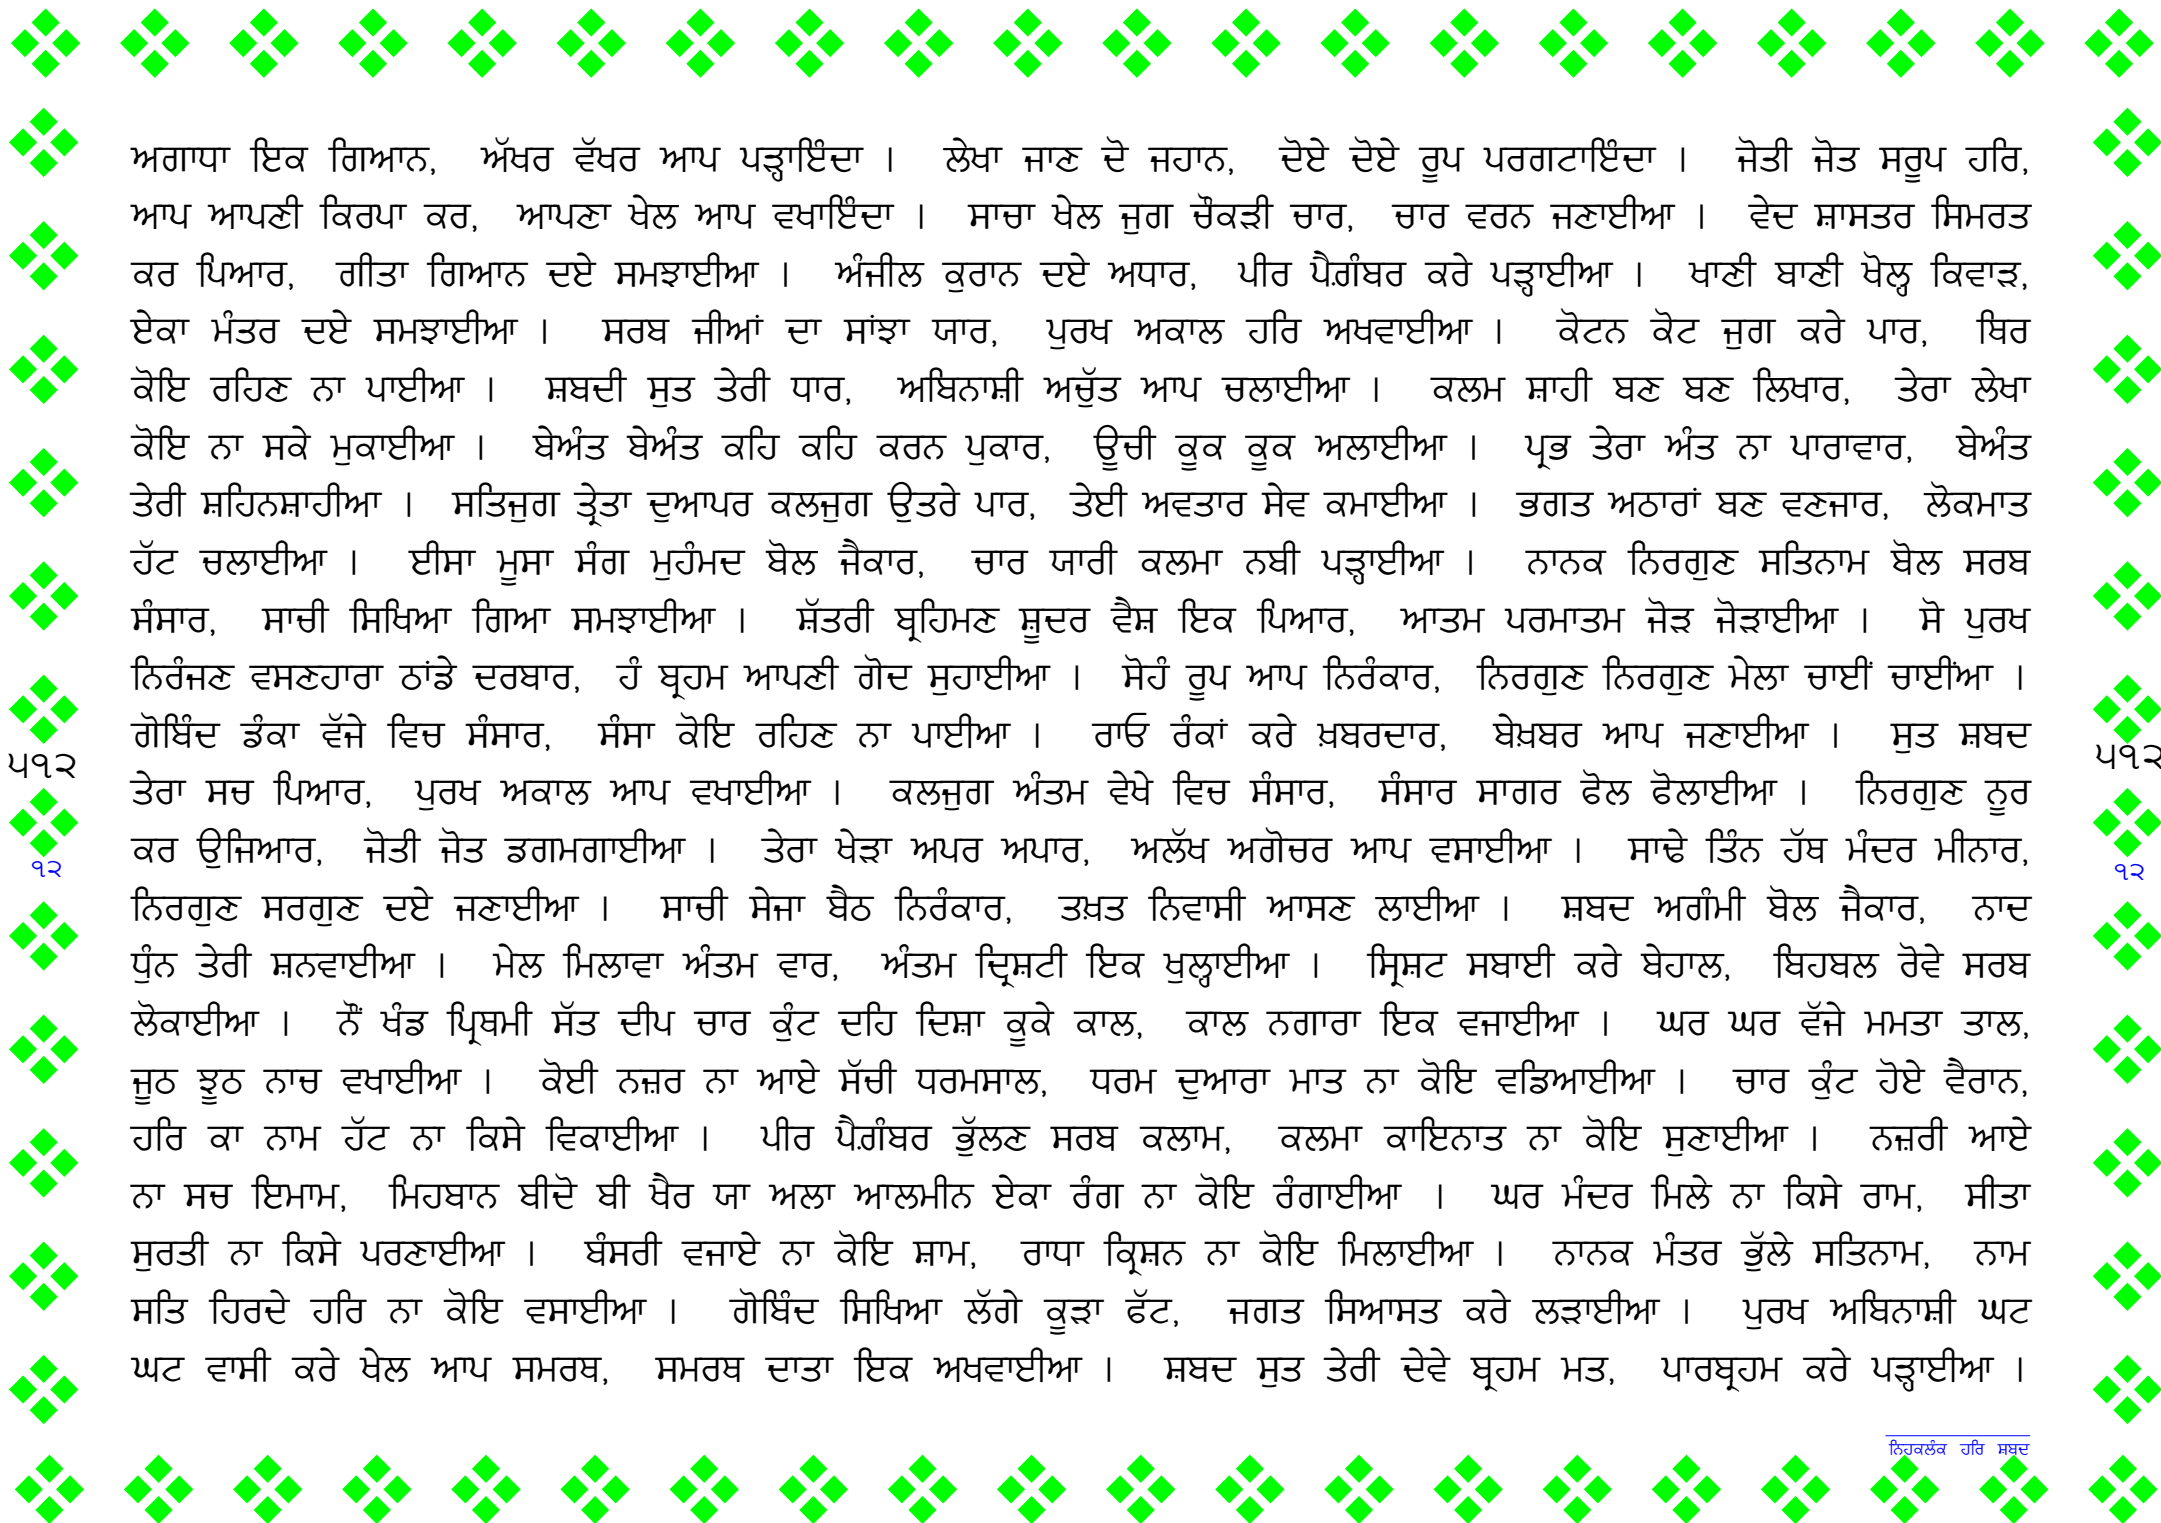 ਅਗਾਧਾ ਇਕ ਗਿਆਨ, ਅੱਖਰ ਵੱਖਰ ਆਪ ਪੜ੍ਹਾਇੰਦਾ । ਲੇਖਾ ਜਾਣ ਦੋ ਜਹਾਨ, ਦੋਏ ਦੋਏ ਰੂਪ ਪਰਗਟਾਇੰਦਾ । ਜੋਤੀ ਜੋਤ ਸਰੂਪ ਹਰਿ,
ਆਪ ਆਪਣੀ ਕਿਰਪਾ ਕਰ, ਆਪਣਾ ਖੇਲ ਆਪ ਵਖਾਇੰਦਾ । ਸਾਚਾ ਖੇਲ ਜੁਗ ਚੌਕੜੀ ਚਾਰ, ਚਾਰ ਵਰਨ ਜਣਾਈਆ । ਵੇਦ ਸ਼ਾਸਤਰ ਸਿਮਰਤ
ਕਰ ਪਿਆਰ, ਗੀਤਾ ਗਿਆਨ ਦਏ ਸਮਝਾਈਆ । ਅੰਜੀਲ ਕੁਰਾਨ ਦਏ ਅਧਾਰ, ਪੀਰ ਪੈਗ਼ੰਬਰ ਕਰੇ ਪੜ੍ਹਾਈਆ । ਖਾਣੀ ਬਾਣੀ ਖੋਲ੍ਹ ਕਿਵਾੜ,
ਏਕਾ ਮੰਤਰ ਦਏ ਸਮਝਾਈਆ । ਸਰਬ ਜੀਆਂ ਦਾ ਸਾਂਝਾ ਯਾਰ, ਪੁਰਖ ਅਕਾਲ ਹਰਿ ਅਖਵਾਈਆ । ਕੋਟਨ ਕੋਟ ਜੁਗ ਕਰੇ ਪਾਰ, ਥਿਰ
ਕੋਇ ਰਹਿਣ ਨਾ ਪਾਈਆ । ਸ਼ਬਦੀ ਸੁਤ ਤੇਰੀ ਧਾਰ, ਅਬਿਨਾਸ਼ੀ ਅਚੁੱਤ ਆਪ ਚਲਾਈਆ । ਕਲਮ ਸ਼ਾਹੀ ਬਣ ਬਣ ਲਿਖਾਰ, ਤੇਰਾ ਲੇਖਾ
ਕੋਇ ਨਾ ਸਕੇ ਮੁਕਾਈਆ । ਬੇਅੰਤ ਬੇਅੰਤ ਕਹਿ ਕਹਿ ਕਰਨ ਪੁਕਾਰ, ਊਚੀ ਕੂਕ ਕੂਕ ਅਲਾਈਆ । ਪ੍ਰਭ ਤੇਰਾ ਅੰਤ ਨਾ ਪਾਰਾਵਾਰ, ਬੇਅੰਤ
ਤੇਰੀ ਸ਼ਹਿਨਸ਼ਾਹੀਆ । ਸਤਿਜੁਗ ਤ੍ਰੇਤਾ ਦੁਆਪਰ ਕਲਜੁਗ ਉਤਰੇ ਪਾਰ, ਤੇਈ ਅਵਤਾਰ ਸੇਵ ਕਮਾਈਆ । ਭਗਤ ਅਠਾਰਾਂ ਬਣ ਵਣਜਾਰ, ਲੋਕਮਾਤ
ਹੱਟ ਚਲਾਈਆ । ਈਸਾ ਮੂਸਾ ਸੰਗ ਮੁਹੰਮਦ ਬੋਲ ਜੈਕਾਰ, ਚਾਰ ਯਾਰੀ ਕਲਮਾ ਨਬੀ ਪੜ੍ਹਾਈਆ । ਨਾਨਕ ਨਿਰਗੁਣ ਸਤਿਨਾਮ ਬੋਲ ਸਰਬ
ਸੰਸਾਰ, ਸਾਚੀ ਸਿਖਿਆ ਗਿਆ ਸਮਝਾਈਆ । ਸ਼ੱਤਰੀ ਬ੍ਰਹਿਮਣ ਸ਼ੂਦਰ ਵੈਸ਼ ਇਕ ਪਿਆਰ, ਆਤਮ ਪਰਮਾਤਮ ਜੋੜ ਜੋੜਾਈਆ । ਸੋ ਪੁਰਖ
ਨਿਰੰਜਣ ਵਸਣਹਾਰਾ ਠਾਂਡੇ ਦਰਬਾਰ, ਹੰ ਬ੍ਰਹਮ ਆਪਣੀ ਗੋਦ ਸੁਹਾਈਆ । ਸੋਹੰ ਰੂਪ ਆਪ ਨਿਰੰਕਾਰ, ਨਿਰਗੁਣ ਨਿਰਗੁਣ ਮੇਲਾ ਚਾਈਂ ਚਾਈਂਆ ।
ਗੋਬਿੰਦ ਡੰਕਾ ਵੱਜੇ ਵਿਚ ਸੰਸਾਰ, ਸੰਸਾ ਕੋਇ ਰਹਿਣ ਨਾ ਪਾਈਆ । ਰਾਓ ਰੰਕਾਂ ਕਰੇ ਖ਼ਬਰਦਾਰ, ਬੇਖ਼ਬਰ ਆਪ ਜਣਾਈਆ । ਸੁਤ ਸ਼ਬਦ
ਤੇਰਾ ਸਚ ਪਿਆਰ, ਪੁਰਖ ਅਕਾਲ ਆਪ ਵਖਾਈਆ । ਕਲਜੁਗ ਅੰਤਮ ਵੇਖੇ ਵਿਚ ਸੰਸਾਰ, ਸੰਸਾਰ ਸਾਗਰ ਫੋਲ ਫੋਲਾਈਆ । ਨਿਰਗੁਣ ਨੂਰ
ਕਰ ਉਜਿਆਰ, ਜੋਤੀ ਜੋਤ ਡਗਮਗਾਈਆ । ਤੇਰਾ ਖੇੜਾ ਅਪਰ ਅਪਾਰ, ਅਲੱਖ ਅਗੋਚਰ ਆਪ ਵਸਾਈਆ । ਸਾਢੇ ਤਿੰਨ ਹੱਥ ਮੰਦਰ ਮੀਨਾਰ,
ਨਿਰਗੁਣ ਸਰਗੁਣ ਦਏ ਜਣਾਈਆ । ਸਾਚੀ ਸੇਜਾ ਬੈਠ ਨਿਰੰਕਾਰ, ਤਖ਼ਤ ਨਿਵਾਸੀ ਆਸਣ ਲਾਈਆ । ਸ਼ਬਦ ਅਗੰਮੀ ਬੋਲ ਜੈਕਾਰ, ਨਾਦ
ਧੁੰਨ ਤੇਰੀ ਸ਼ਨਵਾਈਆ । ਮੇਲ ਮਿਲਾਵਾ ਅੰਤਮ ਵਾਰ, ਅੰਤਮ ਦ੍ਰਿਸ਼ਟੀ ਇਕ ਖੁਲ੍ਹਾਈਆ । ਸ੍ਰਿਸ਼ਟ ਸਬਾਈ ਕਰੇ ਬੇਹਾਲ, ਬਿਹਬਲ ਰੋਵੇ ਸਰਬ
ਲੋਕਾਈਆ । ਨੌਂ ਖੰਡ ਪ੍ਰਿਥਮੀ ਸੱਤ ਦੀਪ ਚਾਰ ਕੁੰਟ ਦਹਿ ਦਿਸ਼ਾ ਕੂਕੇ ਕਾਲ, ਕਾਲ ਨਗਾਰਾ ਇਕ ਵਜਾਈਆ । ਘਰ ਘਰ ਵੱਜੇ ਮਮਤਾ ਤਾਲ,
ਜੂਠ ਝੂਠ ਨਾਚ ਵਖਾਈਆ । ਕੋਈ ਨਜ਼ਰ ਨਾ ਆਏ ਸੱਚੀ ਧਰਮਸਾਲ, ਧਰਮ ਦੁਆਰਾ ਮਾਤ ਨਾ ਕੋਇ ਵਡਿਆਈਆ । ਚਾਰ ਕੁੰਟ ਹੋਏ ਵੈਰਾਨ,
ਹਰਿ ਕਾ ਨਾਮ ਹੱਟ ਨਾ ਕਿਸੇ ਵਿਕਾਈਆ । ਪੀਰ ਪੈਗ਼ੰਬਰ ਭੁੱਲਣ ਸਰਬ ਕਲਾਮ, ਕਲਮਾ ਕਾਇਨਾਤ ਨਾ ਕੋਇ ਸੁਣਾਈਆ । ਨਜ਼ਰੀ ਆਏ
ਨਾ ਸਚ ਇਮਾਮ, ਮਿਹਬਾਨ ਬੀਦੋ ਬੀ ਖੈਰ ਯਾ ਅਲਾ ਆਲਮੀਨ ਏਕਾ ਰੰਗ ਨਾ ਕੋਇ ਰੰਗਾਈਆ । ਘਰ ਮੰਦਰ ਮਿਲੇ ਨਾ ਕਿਸੇ ਰਾਮ, ਸੀਤਾ
ਸੁਰਤੀ ਨਾ ਕਿਸੇ ਪਰਣਾਈਆ । ਬੰਸਰੀ ਵਜਾਏ ਨਾ ਕੋਇ ਸ਼ਾਮ, ਰਾਧਾ ਕ੍ਰਿਸ਼ਨ ਨਾ ਕੋਇ ਮਿਲਾਈਆ । ਨਾਨਕ ਮੰਤਰ ਭੁੱਲੇ ਸਤਿਨਾਮ, ਨਾਮ
ਸਤਿ ਹਿਰਦੇ ਹਰਿ ਨਾ ਕੋਇ ਵਸਾਈਆ । ਗੋਬਿੰਦ ਸਿਖਿਆ ਲੱਗੇ ਕੂੜਾ ਫੱਟ, ਜਗਤ ਸਿਆਸਤ ਕਰੇ ਲੜਾਈਆ । ਪੁਰਖ ਅਬਿਨਾਸ਼ੀ ਘਟ
ਘਟ ਵਾਸੀ ਕਰੇ ਖੇਲ ਆਪ ਸਮਰਥ, ਸਮਰਥ ਦਾਤਾ ਇਕ ਅਖਵਾਈਆ । ਸ਼ਬਦ ਸੁਤ ਤੇਰੀ ਦੇਵੇ ਬ੍ਰਹਮ ਮਤ, ਪਾਰਬ੍ਰਹਮ ਕਰੇ ਪੜ੍ਹਾਈਆ ।
੫੧੨
੫੧੨
੧੨
੧੨
ਨਿਹਕਲੰਕ ਹਰਿ ਸ਼ਬਦ